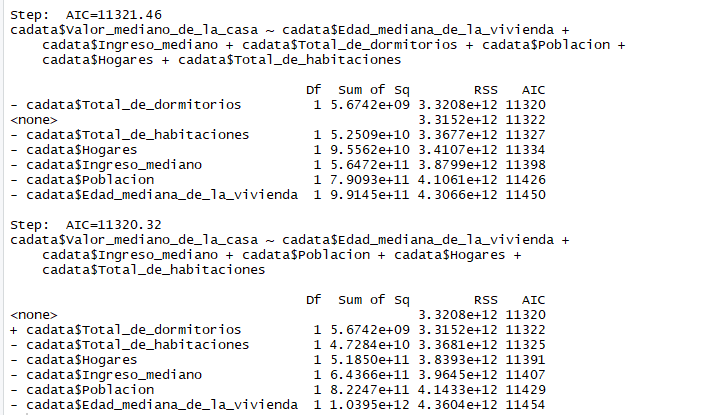 Step:  AIC=11321.46
cadata$Valor_mediano_de_la_casa ~ cadata$Edad_mediana_de_la_vivienda +
    cadata$Ingreso_mediano + cadata$Total_de_dormitorios + cadata$Poblacion +
    cadata$Hogares + cadata$Total_de_habitaciones
                                     Df  Sum of Sq        RSS   AIC
- cadata$Total_de_dormitorios         1 5.6742e+09 3.3208e+12 11320
<none>                                             3.3152e+12 11322
- cadata$Total_de_habitaciones        1 5.2509e+10 3.3677e+12 11327
- cadata$Hogares                      1 9.5562e+10 3.4107e+12 11334
- cadata$Ingreso_mediano              1 5.6472e+11 3.8799e+12 11398
- cadata$Poblacion                    1 7.9093e+11 4.1061e+12 11426
- cadata$Edad_mediana_de_la_vivienda  1 9.9145e+11 4.3066e+12 11450
Step:  AIC=11320.32
cadata$Valor_mediano_de_la_casa ~ cadata$Edad_mediana_de_la_vivienda +
    cadata$Ingreso_mediano + cadata$Poblacion + cadata$Hogares +
    cadata$Total_de_habitaciones
                                     Df  Sum of Sq        RSS   AIC
<none>                                             3.3208e+12 11320
+ cadata$Total_de_dormitorios         1 5.6742e+09 3.3152e+12 11322
- cadata$Total_de_habitaciones        1 4.7284e+10 3.3681e+12 11325
- cadata$Hogares                      1 5.1850e+11 3.8393e+12 11391
- cadata$Ingreso_mediano              1 6.4366e+11 3.9645e+12 11407
- cadata$Poblacion                    1 8.2247e+11 4.1433e+12 11429
- cadata$Edad_mediana_de_la_vivienda  1 1.0395e+12 4.3604e+12 11454